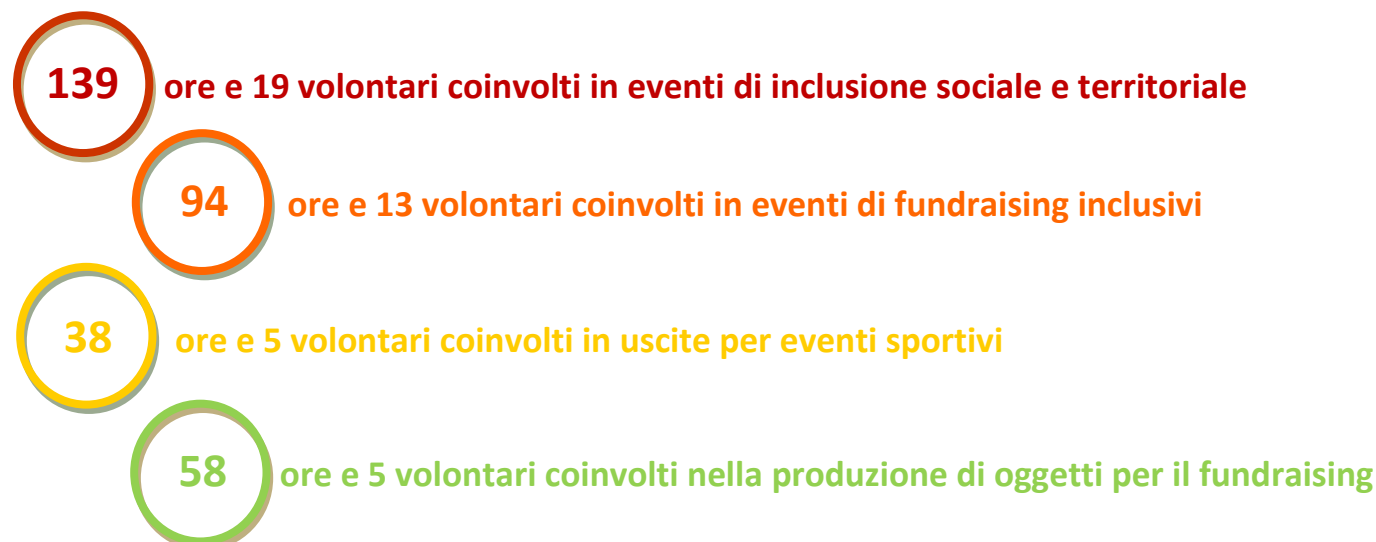 139 ore e 19 volontari coinvolti in eventi di inclusione sociale e territoriale
94 ore e 13 volontari coinvolti in eventi di fundraising inclusivi
38 ore e 5 volontari coinvolti in uscite per eventi sportivi
58 ore e 5 volontari coinvolti nella produzione di oggetti per il fundraising